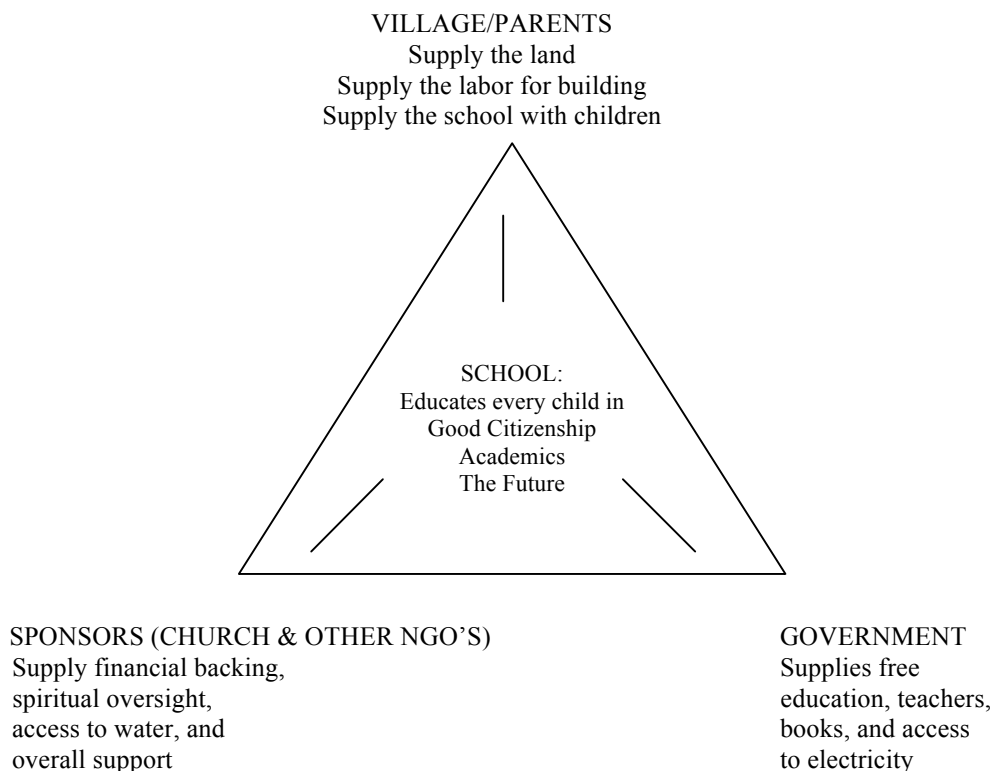 VILLAGE/PARENTS
Supply the land
Supply the labor for building
Supply the school with children
SCHOOL:
Educates every child in
Good Citizenship
Academics
The Future
SPONSORS (CHURCH & OTHER NGO’S)
Supply financial backing,
spiritual oversight,
access to water, and
overall support
GOVERNMENT
Supplies free
education, teachers,
books, and access
to electricity